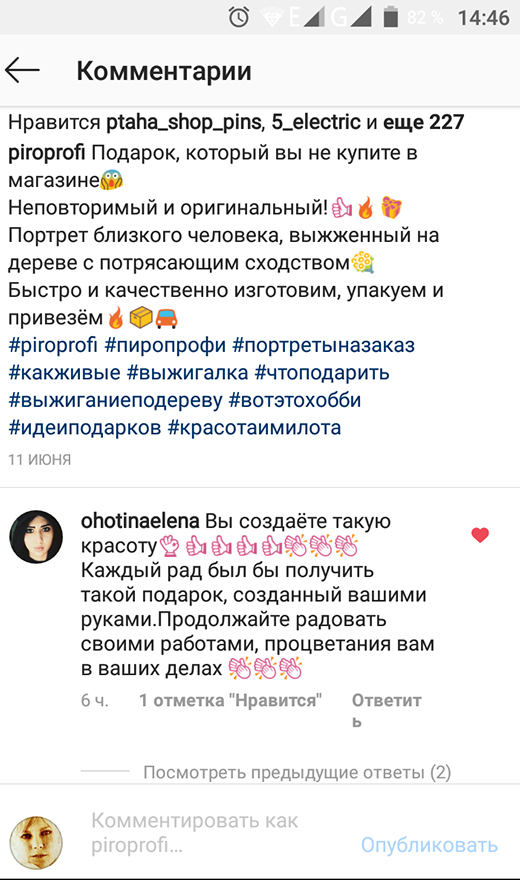 E G 82 % 14:46
Комментарии
Нравится ptaha_shop_pins, 5_electric и еще 227
piroprofi Подарок, который вы не купите в
магазине😱
Неповторимый и оригинальный!👍🔥🎁
Портрет близкого человека, выжженный на
дереве с потрясающим сходством💐
Быстро и качественно изготовим, упакуем и
привезём🔥📦🚘
#piroprofi #пиропрофи #портретыназаказ
#какживые #выжигалка #чтоподарить
#выжиганиеподереву #вотэтохобби
#идеиподарков #красотаимилота
11 ИЮНЯ
ohotinaelena Вы создаёте такую
красоту👌👍👍👍👍👏👏👏
Каждый рад был бы получить
такой подарок, созданный вашими
руками.Продолжайте радовать
своими работами, процветания вам
в ваших делах 👏👏👏
6 ч. 1 отметка "Нравится" Ответит
ь
Посмотреть предыдущие ответы (2)
Комментировать как
piroprofi...
Опубликовать